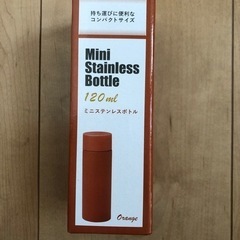 持ち運びに便利な
コンパクトサイズ
Mini
Stainless
Bottle
120ml
ミニステンレスボトル
Orange